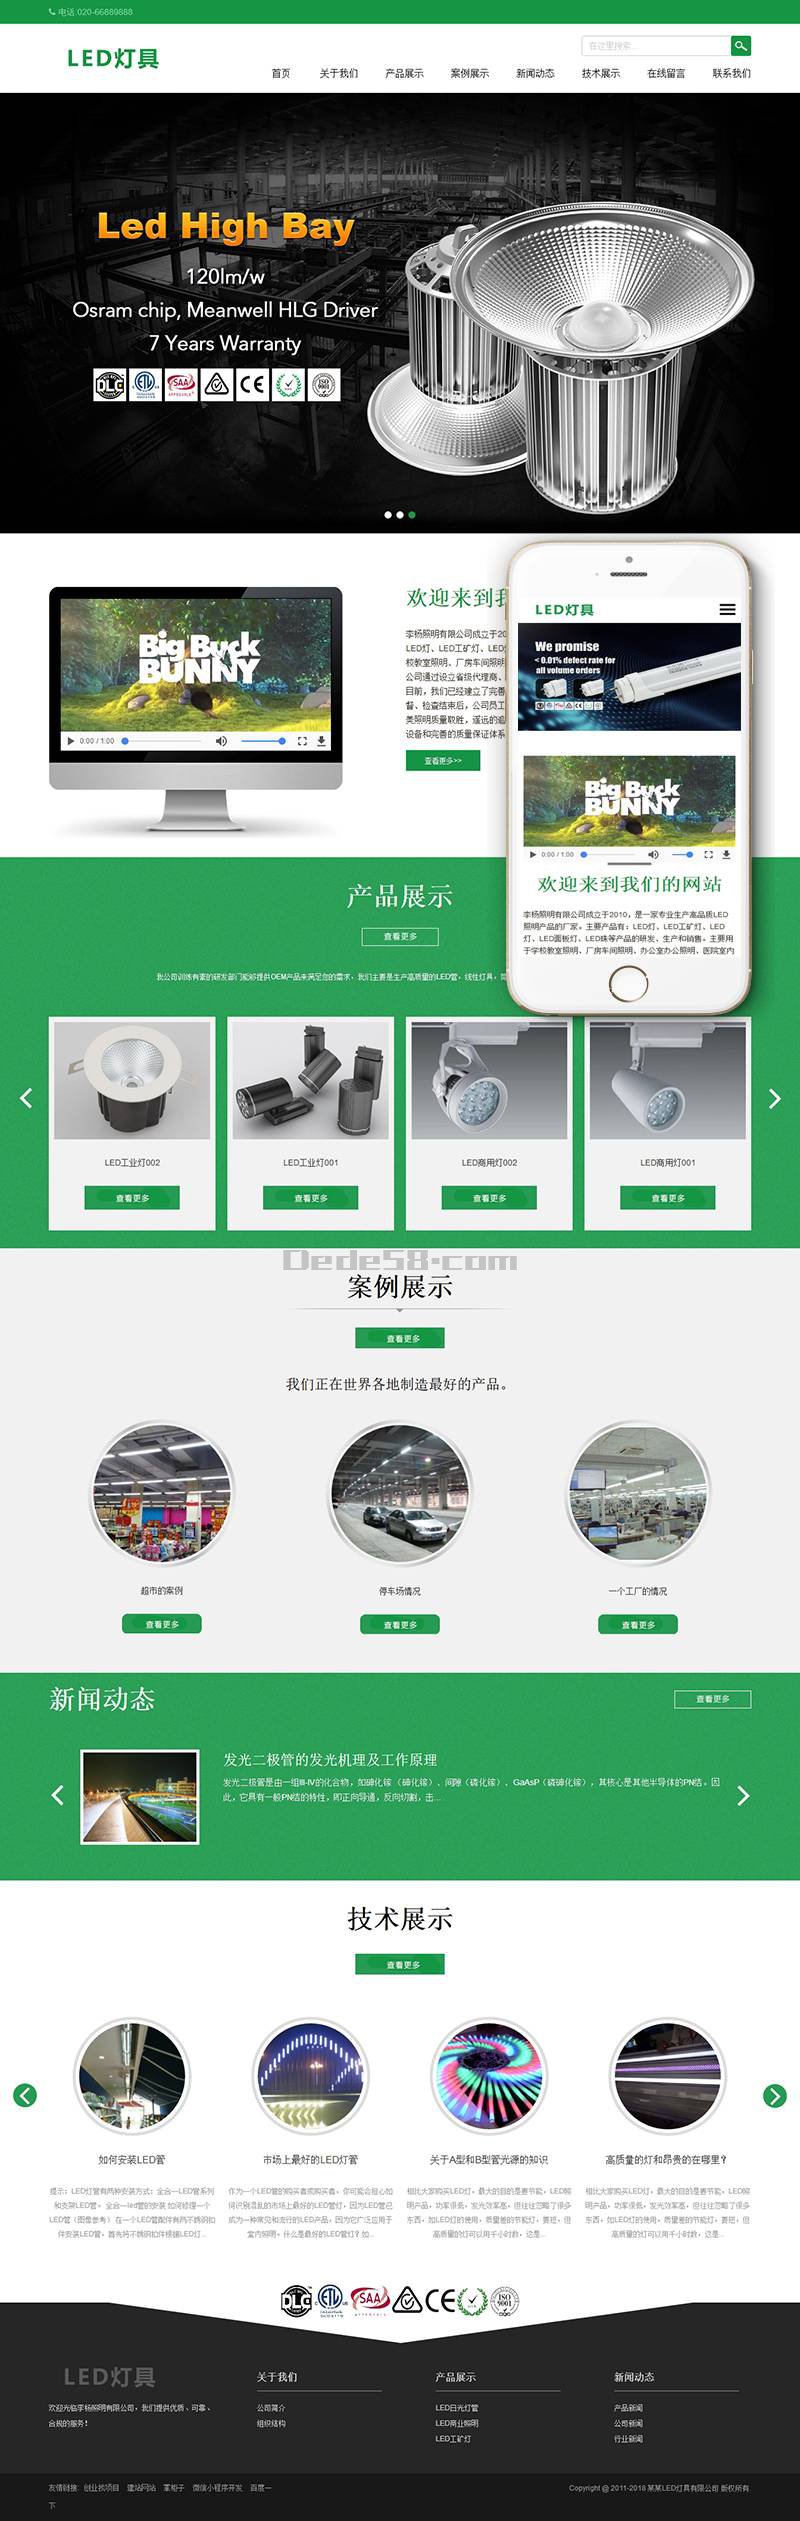 电话:020-66889888
LED灯具
在这里搜索...
首页 关于我们 产品展示 案例展示 新闻动态 技术展示 在线留言 联系我们
Led High Bay
120lm/w
Osram chip, Meanwell HLG Driver
7 Years Warranty
DLC ETL SAA CE ISO
Big Buck
BUNNY
0:00 / 1:00
欢迎来到我
李杨照明有限公司成立于20
LED灯、LED工矿灯、LED
校教室照明、厂房车间照明
公司通过设立省级代理商、
目前，我们已经建立了完善
督、检查结束后，公司员工
美照明质量取胜，遥远的追
设备和完善的质量保证体系
查看更多>>
LED灯具
We promise
< 0.01% defect rate for
all volume orders
Big Buck
BUNNY
0:00 / 1:00
欢迎来到我们的网站
李杨照明有限公司成立于2010，是一家专业生产高品质LED
照明产品的厂家。主要产品有：LED灯、LED工矿灯、LED
灯、LED面板灯、LED珠等产品的研发、生产和销售。主要用
于学校教室照明、厂房车间照明、办公室办公照明、医院室内
产品展示
查看更多
我公司训练有素的研发部门能够提供OEM产品来满足您的需求，我们主要是生产高质量的LED管，线性灯具，
LED工业灯002
查看更多
LED工业灯001
查看更多
LED商用灯002
查看更多
LED商用灯001
查看更多
Dede58.com
案例展示
查看更多
我们正在世界各地制造最好的产品。
超市的案例
查看更多
停车场情况
查看更多
一个工厂的情况
查看更多
新闻动态
查看更多
发光二极管的发光机理及工作原理
发光二极管是由一组Ⅲ-Ⅳ的化合物，如砷化镓（砷化镓）、间隙（磷化镓）、GaAsP（磷砷化镓），其核心是其他半导体的PN结。因
此，它具有一般PN结的特性，即正向导通，反向切割，击...
技术展示
查看更多
如何安装LED管
提示：LED灯管有两种安装方式：全合一LED管系列
和支架LED管。 全合一led管的安装 如何修理一个
LED管（图像参考） 在一个LED管配件有两不锈钢扣
件安装LED管，首先将不锈钢扣件根据LED灯...
市场上最好的LED灯管
作为一个LED管的购买者或购买者，你可能会担心如
何识别混乱的市场上最好的LED管灯，因为LED管已
成为一种常见和流行的LED产品，因为它广泛应用于
室内照明。什么是最好的LED管灯？如...
关于A型和B型管光源的知识
相比大家购买LED灯，最大的目的是要节能，LED照
明产品，功率很低，发光效率高，但往往忽略了很多
东西，如LED灯的使用，质量差的节能灯，要短，但
高质量的灯可以用千小时数，这是...
高质量的灯和昂贵的在哪里？
相比大家购买LED灯，最大的目的是要节能，LED照
明产品，功率很低，发光效率高，但往往忽略了很多
东西，如LED灯的使用，质量差的节能灯，要短，但
高质量的灯可以用千小时数，这是...
DLC ETL SAA CE ISO 9001
LED灯具
欢迎光临李杨照明有限公司，我们提供优质、可靠、
合规的服务！
关于我们
公司简介
组织结构
产品展示
LED日光灯管
LED商业照明
LED工矿灯
新闻动态
产品新闻
公司新闻
行业新闻
友情链接: 创业找项目 建站网站 家柜子 微信小程序开发 百度一
下
Copyright @ 2011-2018 某某LED灯具有限公司 版权所有